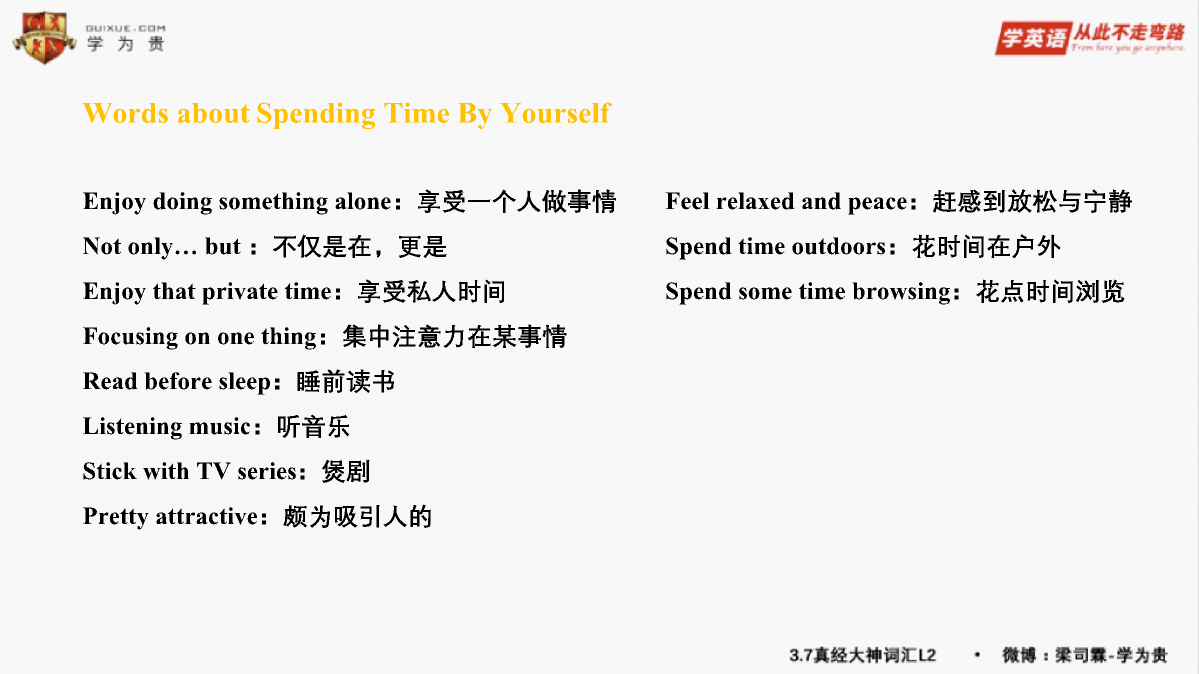 GUIXUE.COM
学为贵
学英语 从此不走弯路
From here you go anywhere.
Words about Spending Time By Yourself
Enjoy doing something alone：享受一个人做事情
Not only… but ：不仅是在，更是
Enjoy that private time：享受私人时间
Focusing on one thing：集中注意力在某事情
Read before sleep：睡前读书
Listening music：听音乐
Stick with TV series：煲剧
Pretty attractive：颇为吸引人的
Feel relaxed and peace：赶感到放松与宁静
Spend time outdoors：花时间在户外
Spend some time browsing：花点时间浏览
3.7真经大神词汇L2 • 微博：梁司霖-学为贵